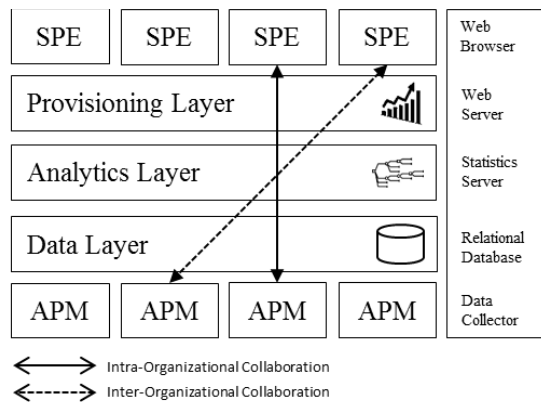 SPE SPE SPE SPE
Web
Browser
Provisioning Layer
Web
Server
Analytics Layer
Statistics
Server
Data Layer
Relational
Database
APM APM APM APM
Data
Collector
Intra-Organizational Collaboration
Inter-Organizational Collaboration